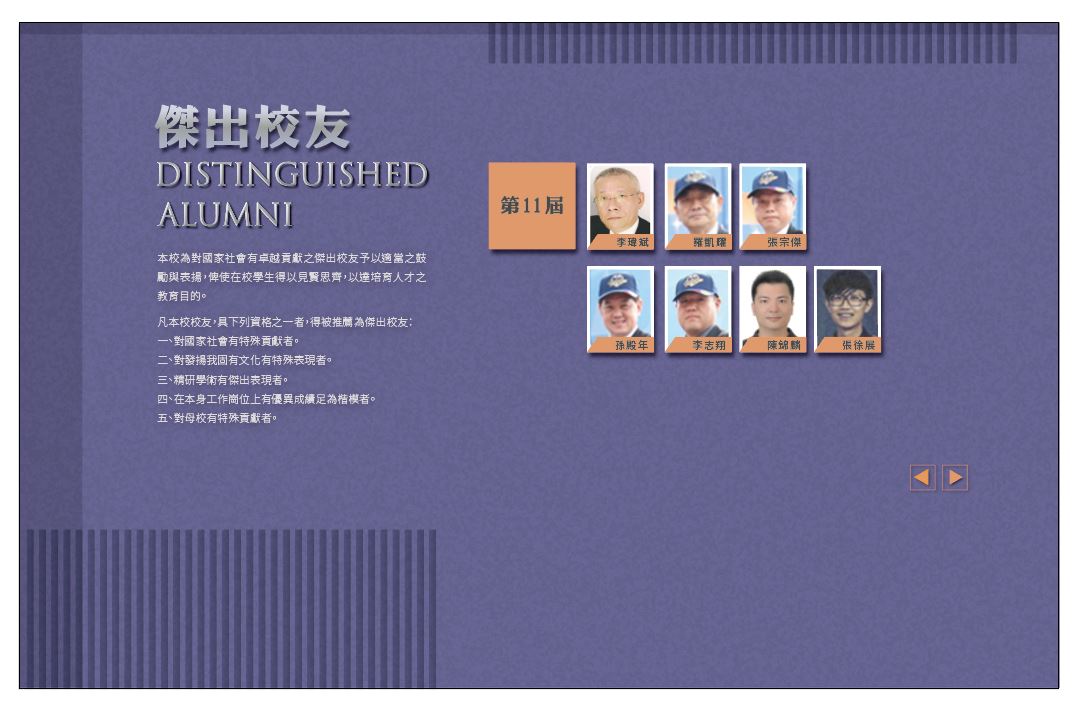 傑出校友
DISTINGUISHED
ALUMNI
本校為對國家社會有卓越貢獻之傑出校友予以適當之鼓
勵與表揚，俾使在校學生得以見賢思齊，以達培育人才之
教育目的。
凡本校校友，具下列資格之一者，得被推薦為傑出校友：
一、對國家社會有特殊貢獻者。
二、對發揚我固有文化有特殊表現者。
三、精研學術有傑出表現者。
四、在本身工作崗位上有優異成績足為楷模者。
五、對母校有特殊貢獻者。
第11屆
李瑋斌
羅凱曜
張宗傑
孫殿年
李志翔
陳錦麟
張徐展